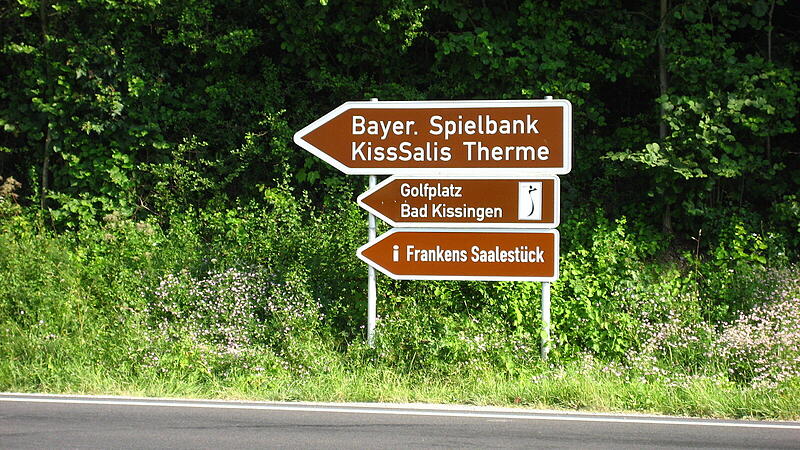 Bayer. Spielbank
KissSalis Therme
Golfplatz
Bad Kissingen
i Frankens Saalestück